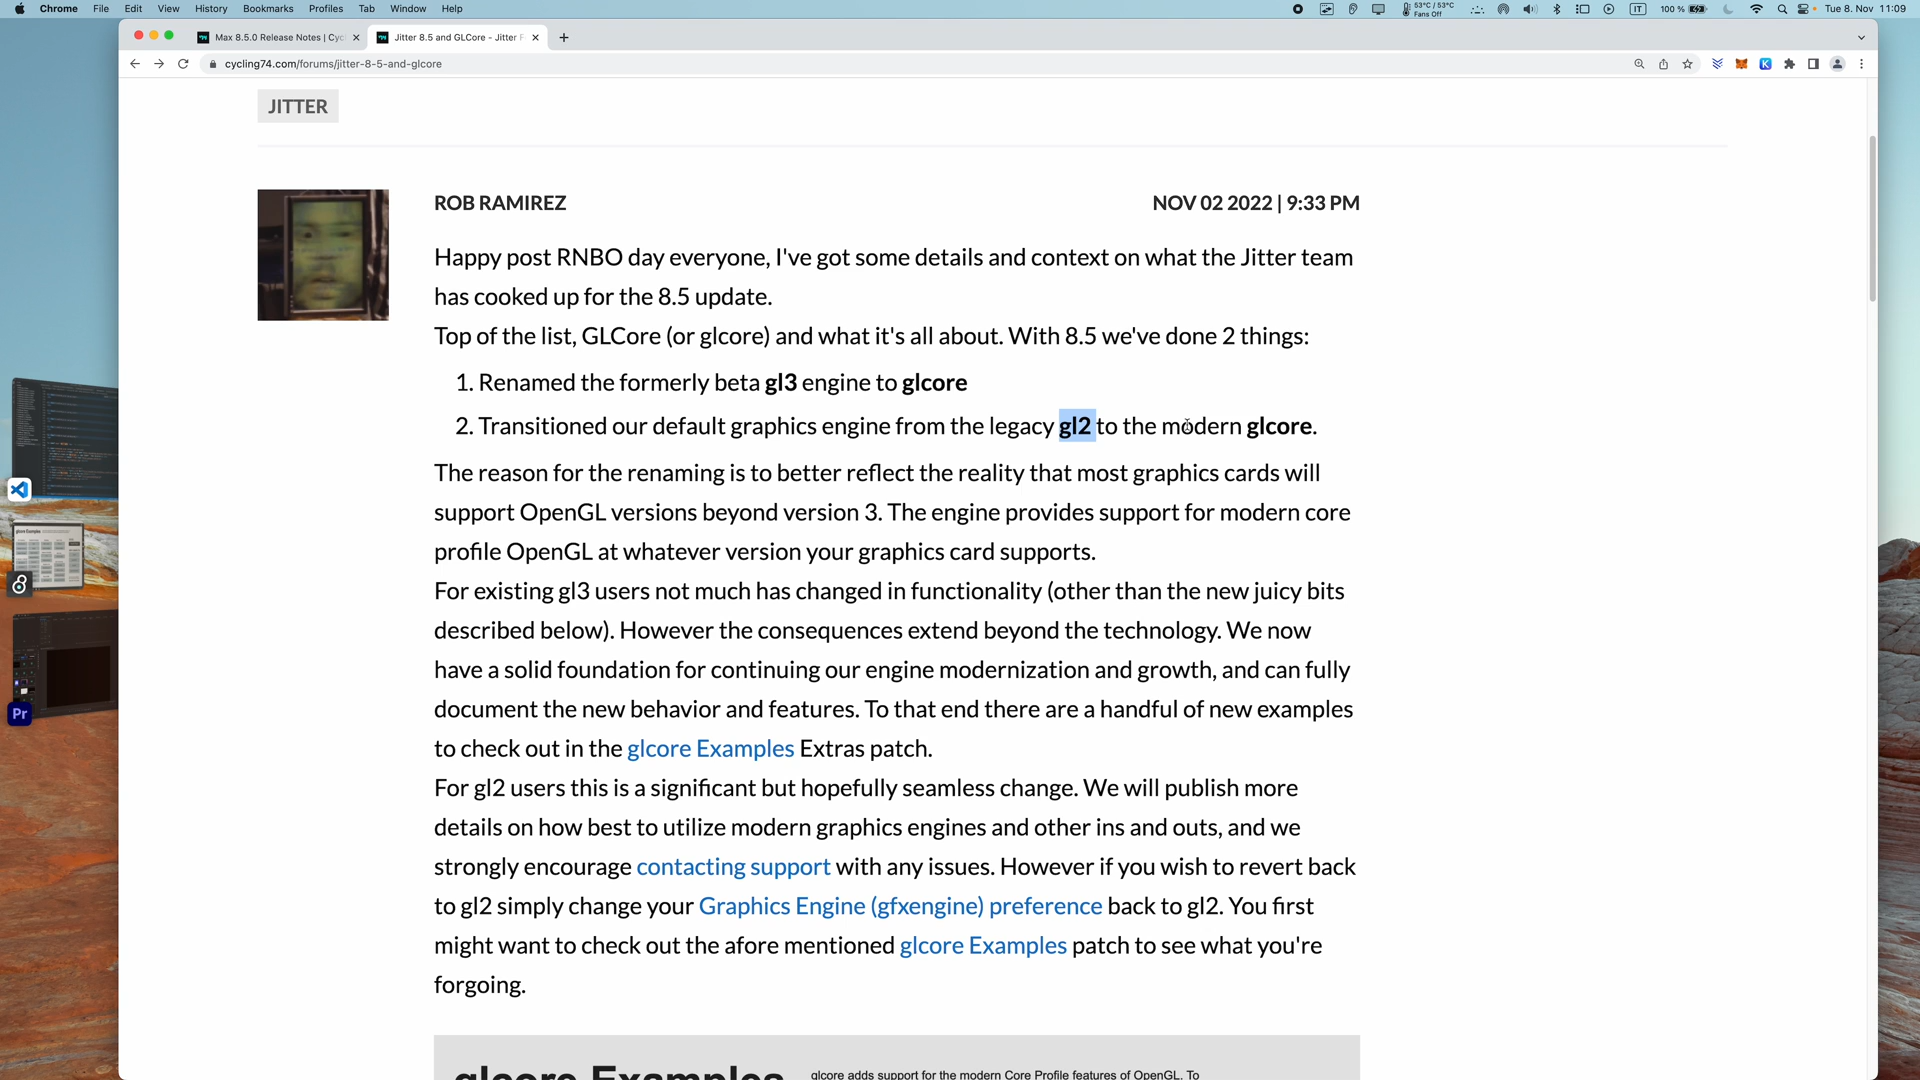 Chrome File Edit View History Bookmarks Profiles Tab Window Help
53°C / 53°C
Fans Off
IT 100 % Tue 8. Nov 11:09
Max 8.5.0 Release Notes | Cyc
Jitter 8.5 and GLCore - Jitter F
cycling74.com/forums/jitter-8-5-and-glcore
JITTER
ROB RAMIREZ NOV 02 2022 | 9:33 PM
Happy post RNBO day everyone, I've got some details and context on what the Jitter team
has cooked up for the 8.5 update.
Top of the list, GLCore (or glcore) and what it's all about. With 8.5 we've done 2 things:
1. Renamed the formerly beta gl3 engine to glcore
2. Transitioned our default graphics engine from the legacy gl2 to the modern glcore.
The reason for the renaming is to better reflect the reality that most graphics cards will
support OpenGL versions beyond version 3. The engine provides support for modern core
profile OpenGL at whatever version your graphics card supports.
For existing gl3 users not much has changed in functionality (other than the new juicy bits
described below). However the consequences extend beyond the technology. We now
have a solid foundation for continuing our engine modernization and growth, and can fully
document the new behavior and features. To that end there are a handful of new examples
to check out in the glcore Examples Extras patch.
For gl2 users this is a significant but hopefully seamless change. We will publish more
details on how best to utilize modern graphics engines and other ins and outs, and we
strongly encourage contacting support with any issues. However if you wish to revert back
to gl2 simply change your Graphics Engine (gfxengine) preference back to gl2. You first
might want to check out the afore mentioned glcore Examples patch to see what you're
forgoing.
glcore Examples
glcore adds support for the modern Core Profile features of OpenGL. To
Pr